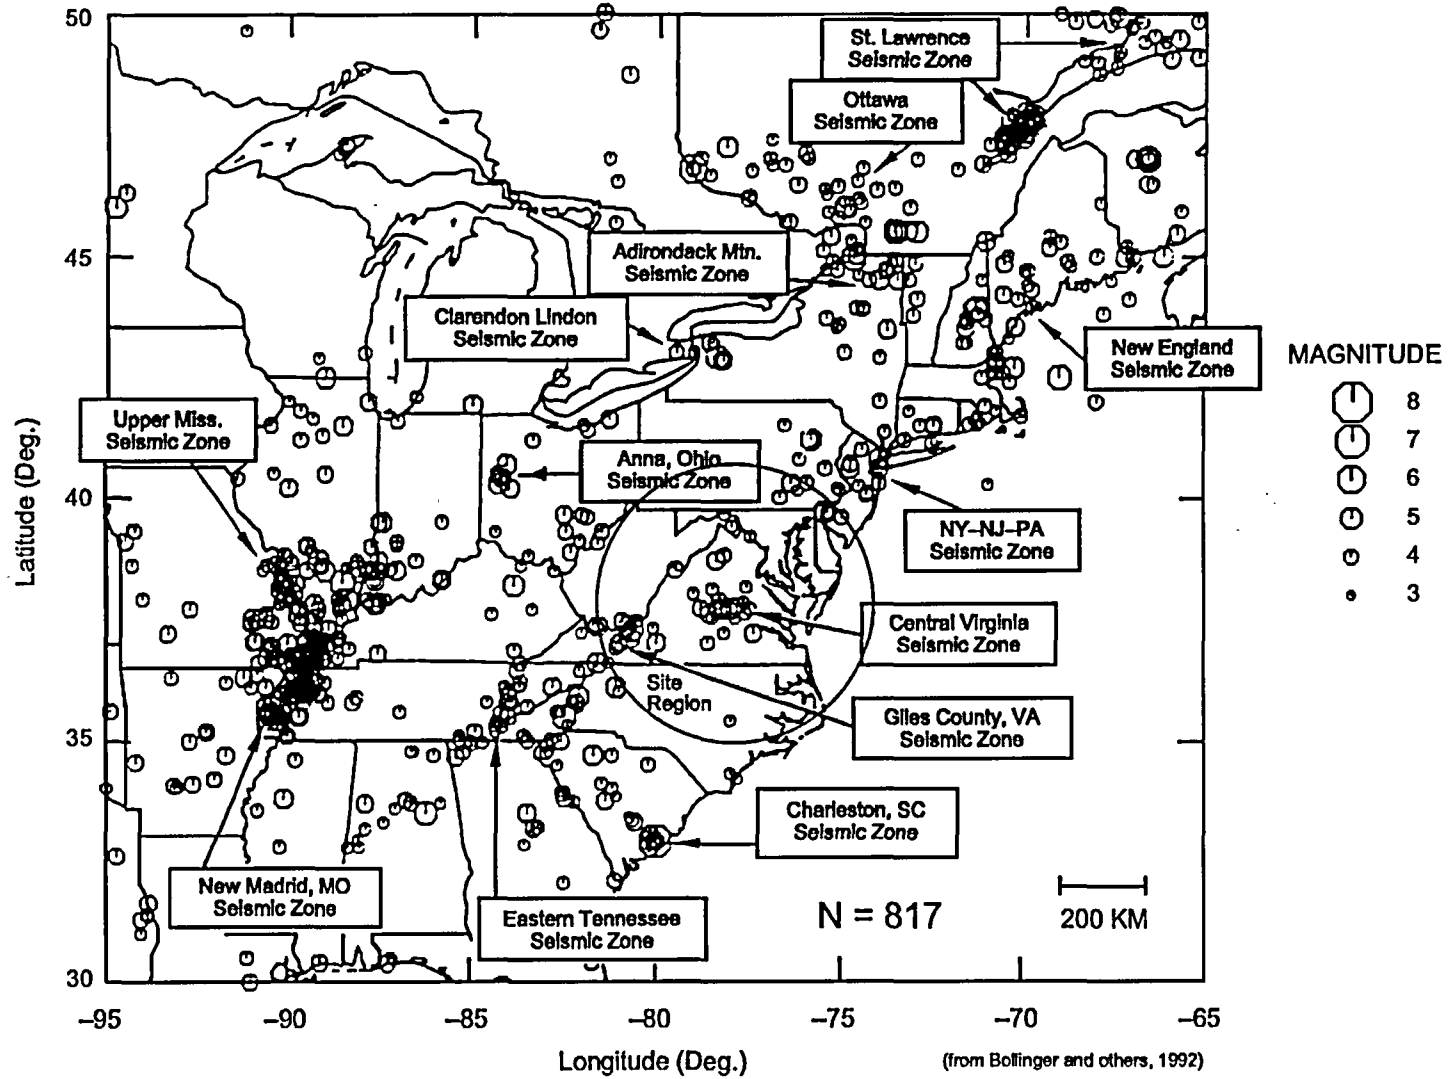 50
45
40
35
30
Latitude (Deg.)
−95
−90
−85
−80
−75
−70
−65
Longitude (Deg.)
(from Bollinger and others, 1992)
St. Lawrence
Seismic Zone
Ottawa
Seismic Zone
Adirondack Mtn.
Seismic Zone
Clarendon Lindon
Seismic Zone
New England
Seismic Zone
Upper Miss.
Seismic Zone
Anna, Ohio
Seismic Zone
NY–NJ–PA
Seismic Zone
Central Virginia
Seismic Zone
Site
Region
Giles County, VA
Seismic Zone
Charleston, SC
Seismic Zone
New Madrid, MO
Seismic Zone
Eastern Tennessee
Seismic Zone
N = 817
200 KM
MAGNITUDE
8
7
6
5
4
3